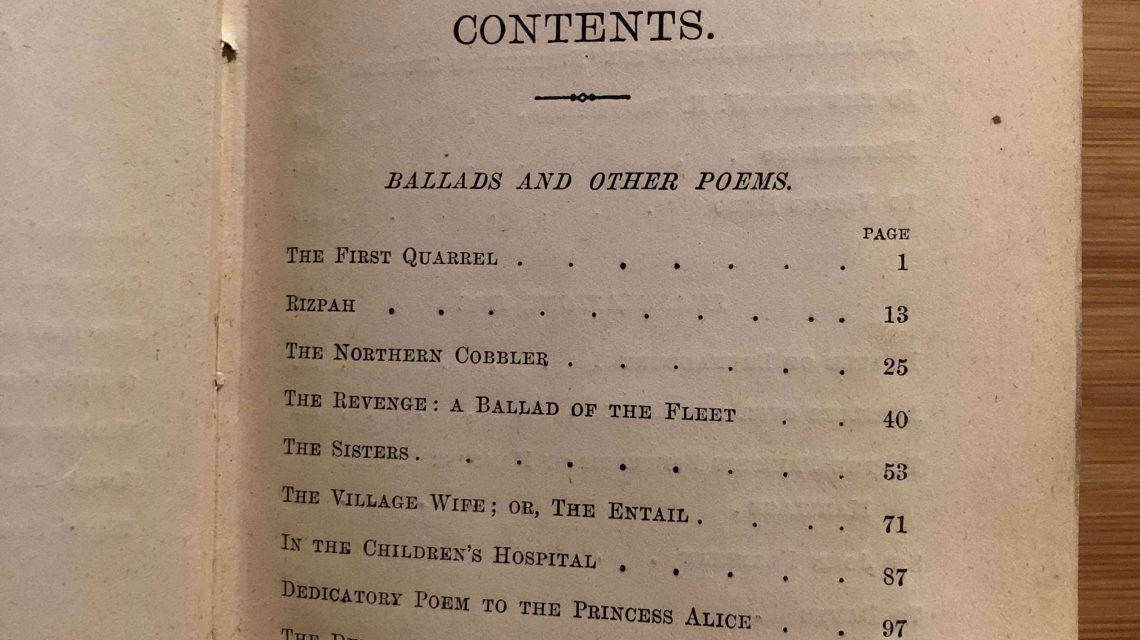 CONTENTS.
BALLADS AND OTHER POEMS.
PAGE
THE FIRST QUARREL . . . . . . . 1
RIZPAH . . . . . . . . . . 13
THE NORTHERN COBBLER . . . . . . 25
THE REVENGE: A BALLAD OF THE FLEET . . 40
THE SISTERS . . . . . . . . . 53
THE VILLAGE WIFE; OR, THE ENTAIL . . . . 71
IN THE CHILDREN'S HOSPITAL . . . . . 87
DEDICATORY POEM TO THE PRINCESS ALICE . . 97
THE